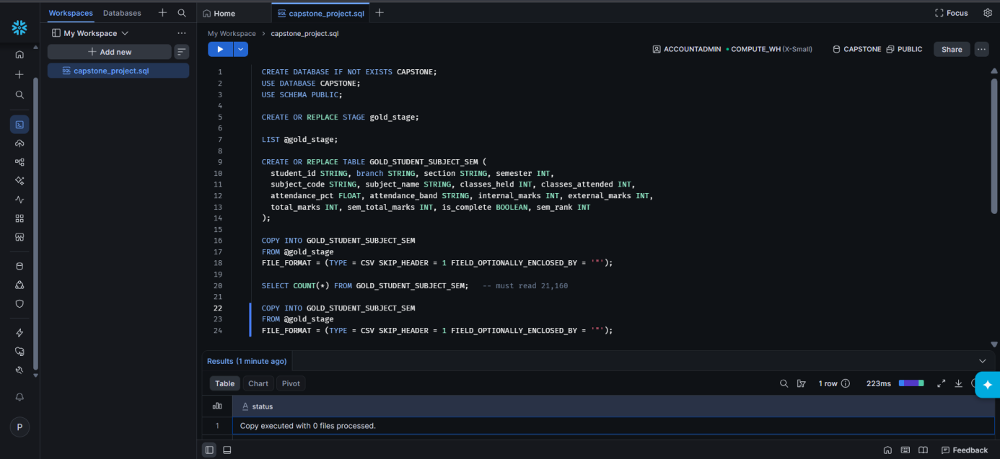 Workspaces Databases
Home
capstone_project.sql
Focus
My Workspace
Add new
capstone_project.sql
P
My Workspace > capstone_project.sql
ACCOUNTADMIN • COMPUTE_WH (X-Small) CAPSTONE PUBLIC Share
1 CREATE DATABASE IF NOT EXISTS CAPSTONE;
2 USE DATABASE CAPSTONE;
3 USE SCHEMA PUBLIC;
4
5 CREATE OR REPLACE STAGE gold_stage;
6
7 LIST @gold_stage;
8
9 CREATE OR REPLACE TABLE GOLD_STUDENT_SUBJECT_SEM (
10 student_id STRING, branch STRING, section STRING, semester INT,
11 subject_code STRING, subject_name STRING, classes_held INT, classes_attended INT,
12 attendance_pct FLOAT, attendance_band STRING, internal_marks INT, external_marks INT,
13 total_marks INT, sem_total_marks INT, is_complete BOOLEAN, sem_rank INT
14 );
15
16 COPY INTO GOLD_STUDENT_SUBJECT_SEM
17 FROM @gold_stage
18 FILE_FORMAT = (TYPE = CSV SKIP_HEADER = 1 FIELD_OPTIONALLY_ENCLOSED_BY = '"');
19
20 SELECT COUNT(*) FROM GOLD_STUDENT_SUBJECT_SEM; -- must read 21,160
21
22 COPY INTO GOLD_STUDENT_SUBJECT_SEM
23 FROM @gold_stage
24 FILE_FORMAT = (TYPE = CSV SKIP_HEADER = 1 FIELD_OPTIONALLY_ENCLOSED_BY = '"');
Results (1 minute ago)
Table Chart Pivot
1 row 223ms
A status
1 Copy executed with 0 files processed.
Feedback